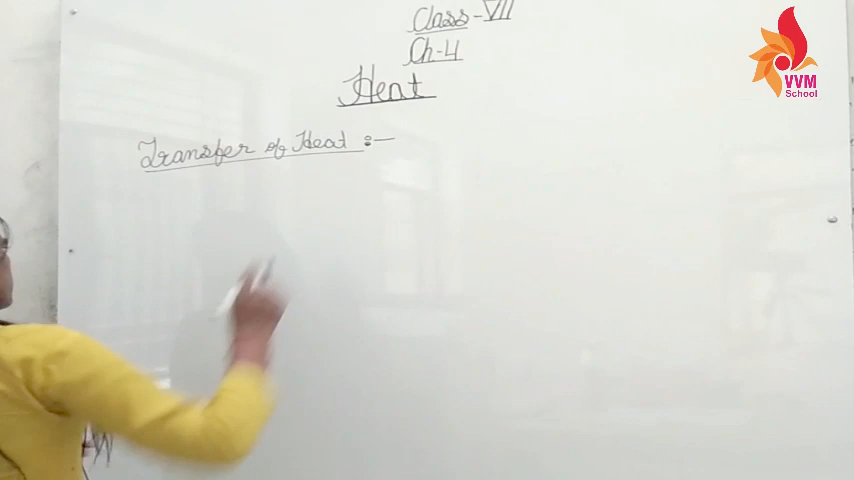 Class-VII
Ch-4
Heat
Transfer of Heat :-
VVM
School